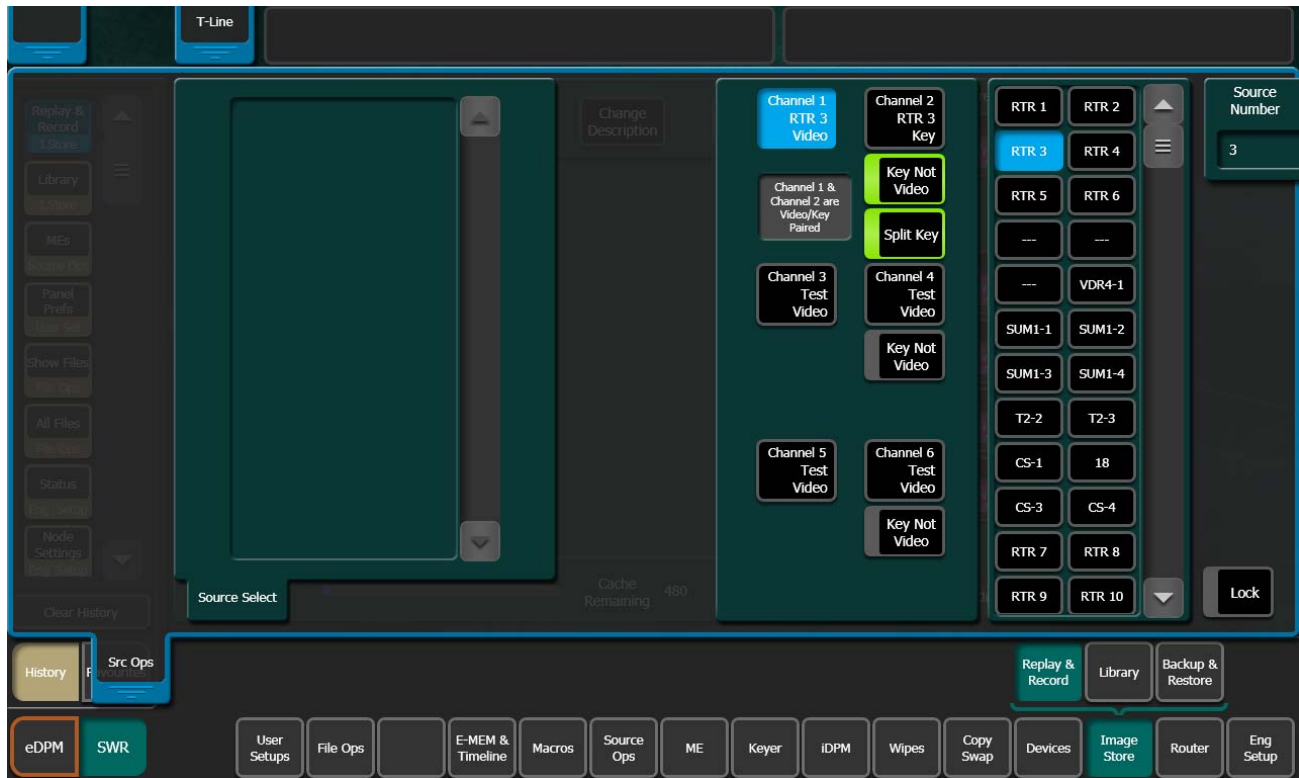 T-Line
Replay &
Record
I.Store
Library
I.Store
MEs
Source Ops
Panel
Prefs
User Set
Show Files
File Ops
All Files
File Ops
Status
Eng Setup
Node
Settings
Eng Setup
Clear History
Source Select
Change
Description
Cache
Remaining
480
Channel 1
RTR 3
Video
Channel 2
RTR 3
Key
Key Not
Video
Channel 1 &
Channel 2 are
Video/Key
Paired
Split Key
Channel 3
Test
Video
Channel 4
Test
Video
Key Not
Video
Channel 5
Test
Video
Channel 6
Test
Video
Key Not
Video
RTR 1
RTR 2
RTR 3
RTR 4
RTR 5
RTR 6
---
---
---
VDR4-1
SUM1-1
SUM1-2
SUM1-3
SUM1-4
T2-2
T2-3
CS-1
18
CS-3
CS-4
RTR 7
RTR 8
RTR 9
RTR 10
Source
Number
3
Lock
History
Src Ops
Replay &
Record
Library
Backup &
Restore
eDPM
SWR
User
Setups
File Ops
E-MEM &
Timeline
Macros
Source
Ops
ME
Keyer
iDPM
Wipes
Copy
Swap
Devices
Image
Store
Router
Eng
Setup